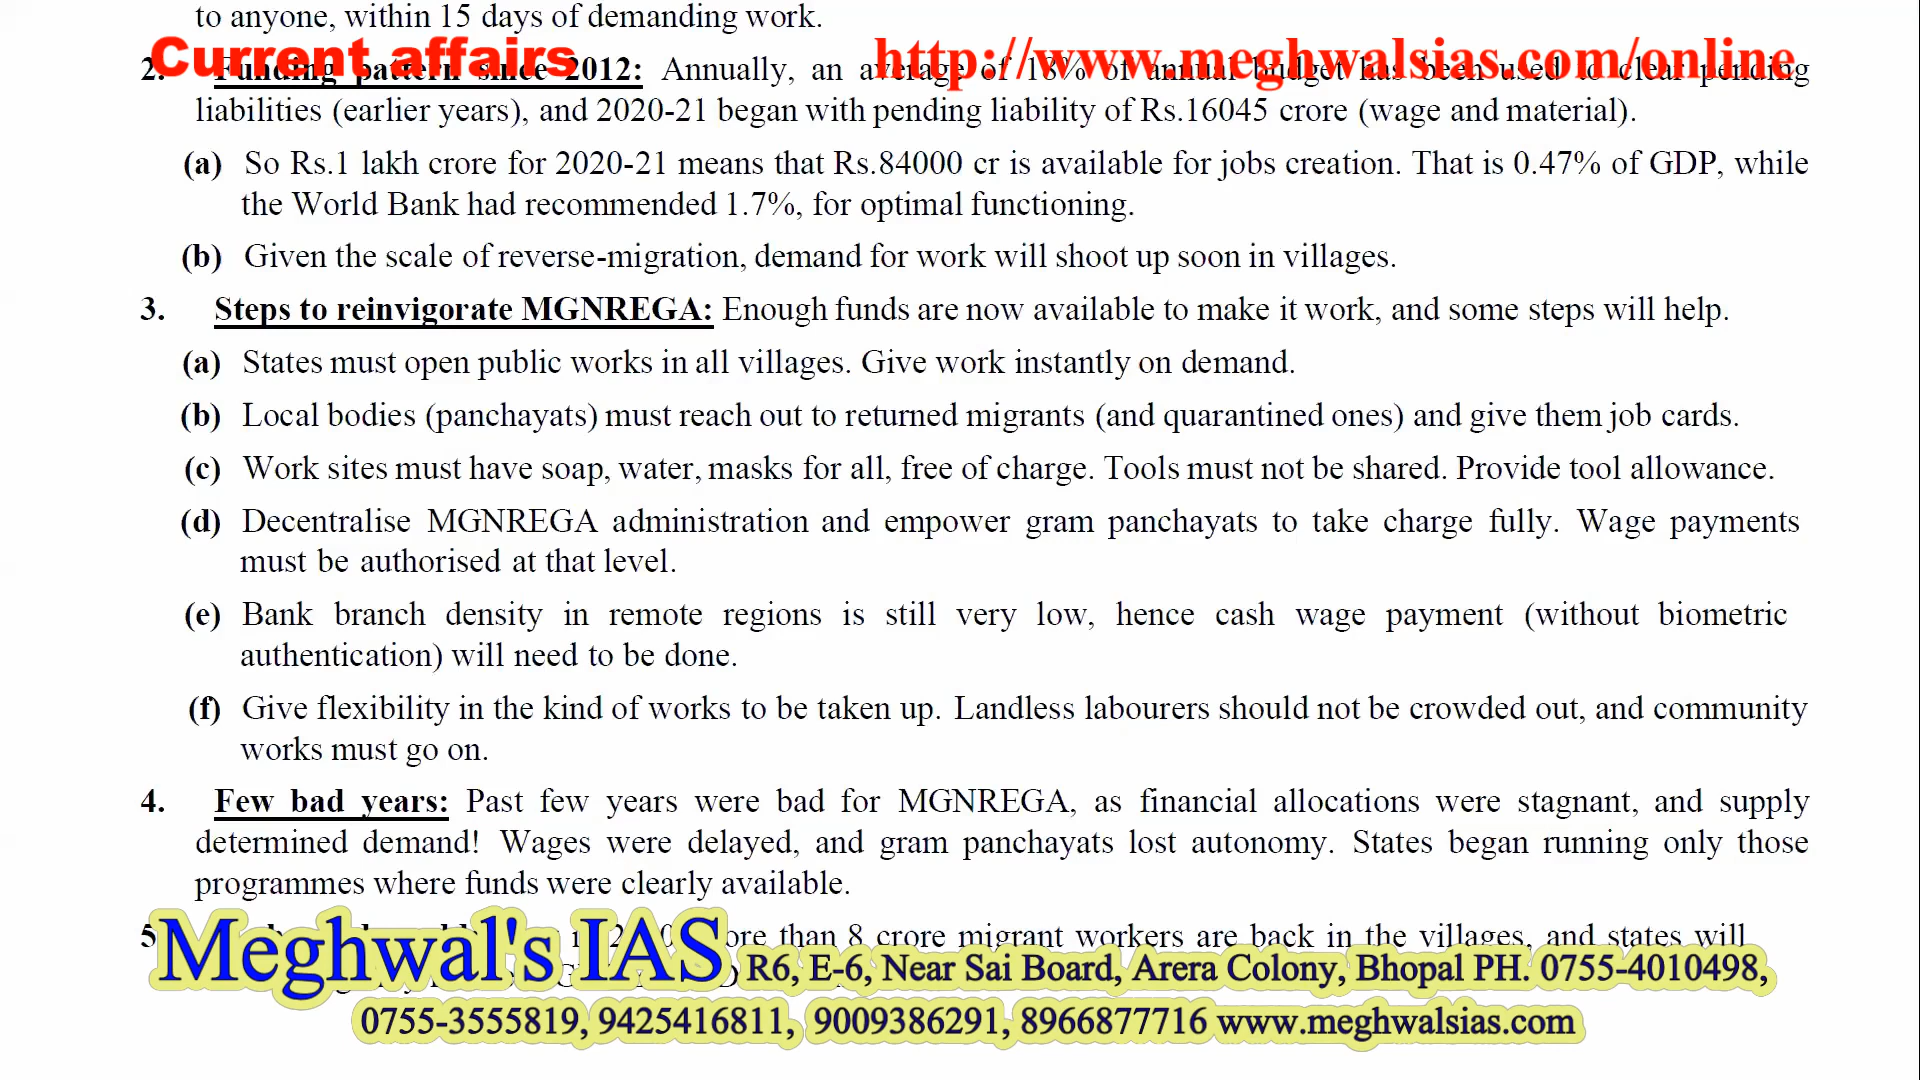 to anyone, within 15 days of demanding work.
Current affairs
http://www.meghwalsias.com/online
2. Funding pattern since 2012: Annually, an average of 18% of annual budget has been used to clear pending
liabilities (earlier years), and 2020-21 began with pending liability of Rs.16045 crore (wage and material).
(a) So Rs.1 lakh crore for 2020-21 means that Rs.84000 cr is available for jobs creation. That is 0.47% of GDP, while
the World Bank had recommended 1.7%, for optimal functioning.
(b) Given the scale of reverse-migration, demand for work will shoot up soon in villages.
3. Steps to reinvigorate MGNREGA: Enough funds are now available to make it work, and some steps will help.
(a) States must open public works in all villages. Give work instantly on demand.
(b) Local bodies (panchayats) must reach out to returned migrants (and quarantined ones) and give them job cards.
(c) Work sites must have soap, water, masks for all, free of charge. Tools must not be shared. Provide tool allowance.
(d) Decentralise MGNREGA administration and empower gram panchayats to take charge fully. Wage payments
must be authorised at that level.
(e) Bank branch density in remote regions is still very low, hence cash wage payment (without biometric
authentication) will need to be done.
(f) Give flexibility in the kind of works to be taken up. Landless labourers should not be crowded out, and community
works must go on.
4. Few bad years: Past few years were bad for MGNREGA, as financial allocations were stagnant, and supply
determined demand! Wages were delayed, and gram panchayats lost autonomy. States began running only those
programmes where funds were clearly available.
5 than 8 crore migrant workers are back in the villages, and states will
Meghwal's IAS R6, E-6, Near Sai Board, Arera Colony, Bhopal PH. 0755-4010498,
0755-3555819, 9425416811, 9009386291, 8966877716 www.meghwalsias.com